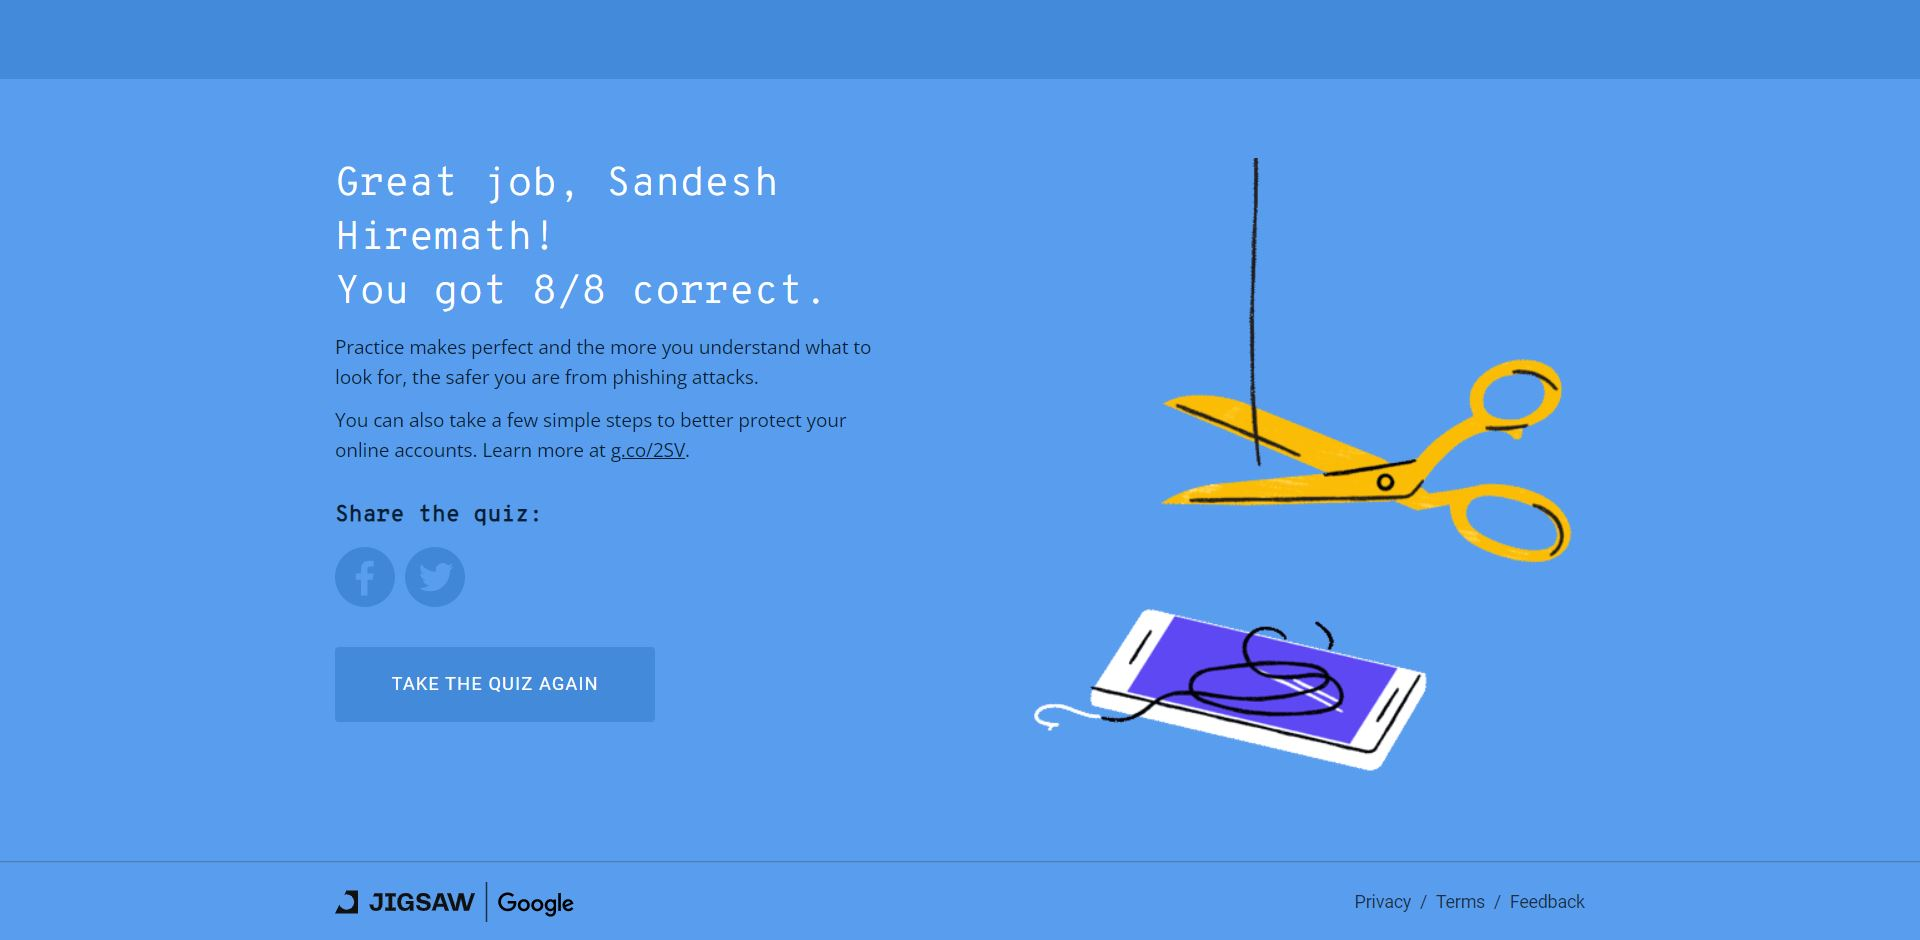 Great job, Sandesh
Hiremath!
You got 8/8 correct.
Practice makes perfect and the more you understand what to
look for, the safer you are from phishing attacks.
You can also take a few simple steps to better protect your
online accounts. Learn more at g.co/2SV.
Share the quiz:
TAKE THE QUIZ AGAIN
JIGSAW | Google
Privacy / Terms / Feedback